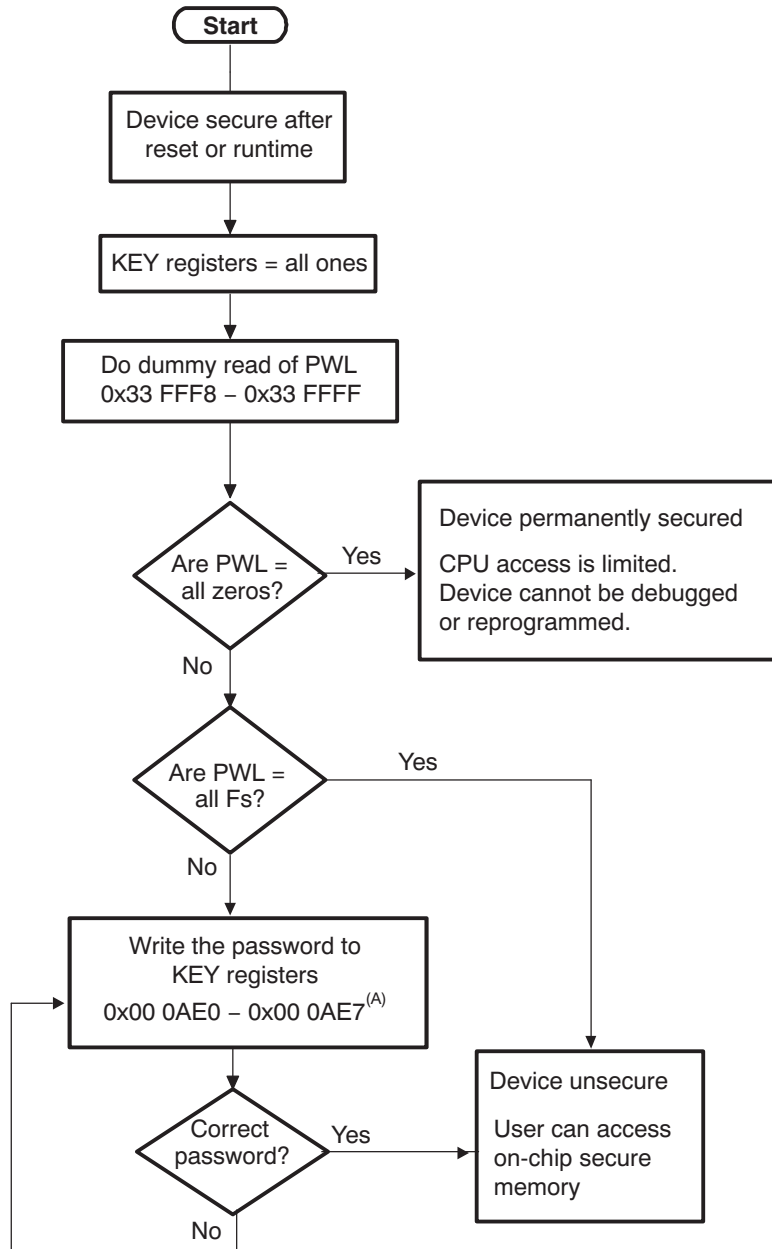 Start
Device secure after
reset or runtime
KEY registers = all ones
Do dummy read of PWL
0x33 FFF8 – 0x33 FFFF
Are PWL =
all zeros?
Yes
Device permanently secured
CPU access is limited.
Device cannot be debugged
or reprogrammed.
No
Are PWL =
all Fs?
Yes
No
Write the password to
KEY registers
0x00 0AE0 – 0x00 0AE7(A)
Correct
password?
Yes
Device unsecure
User can access
on-chip secure
memory
No